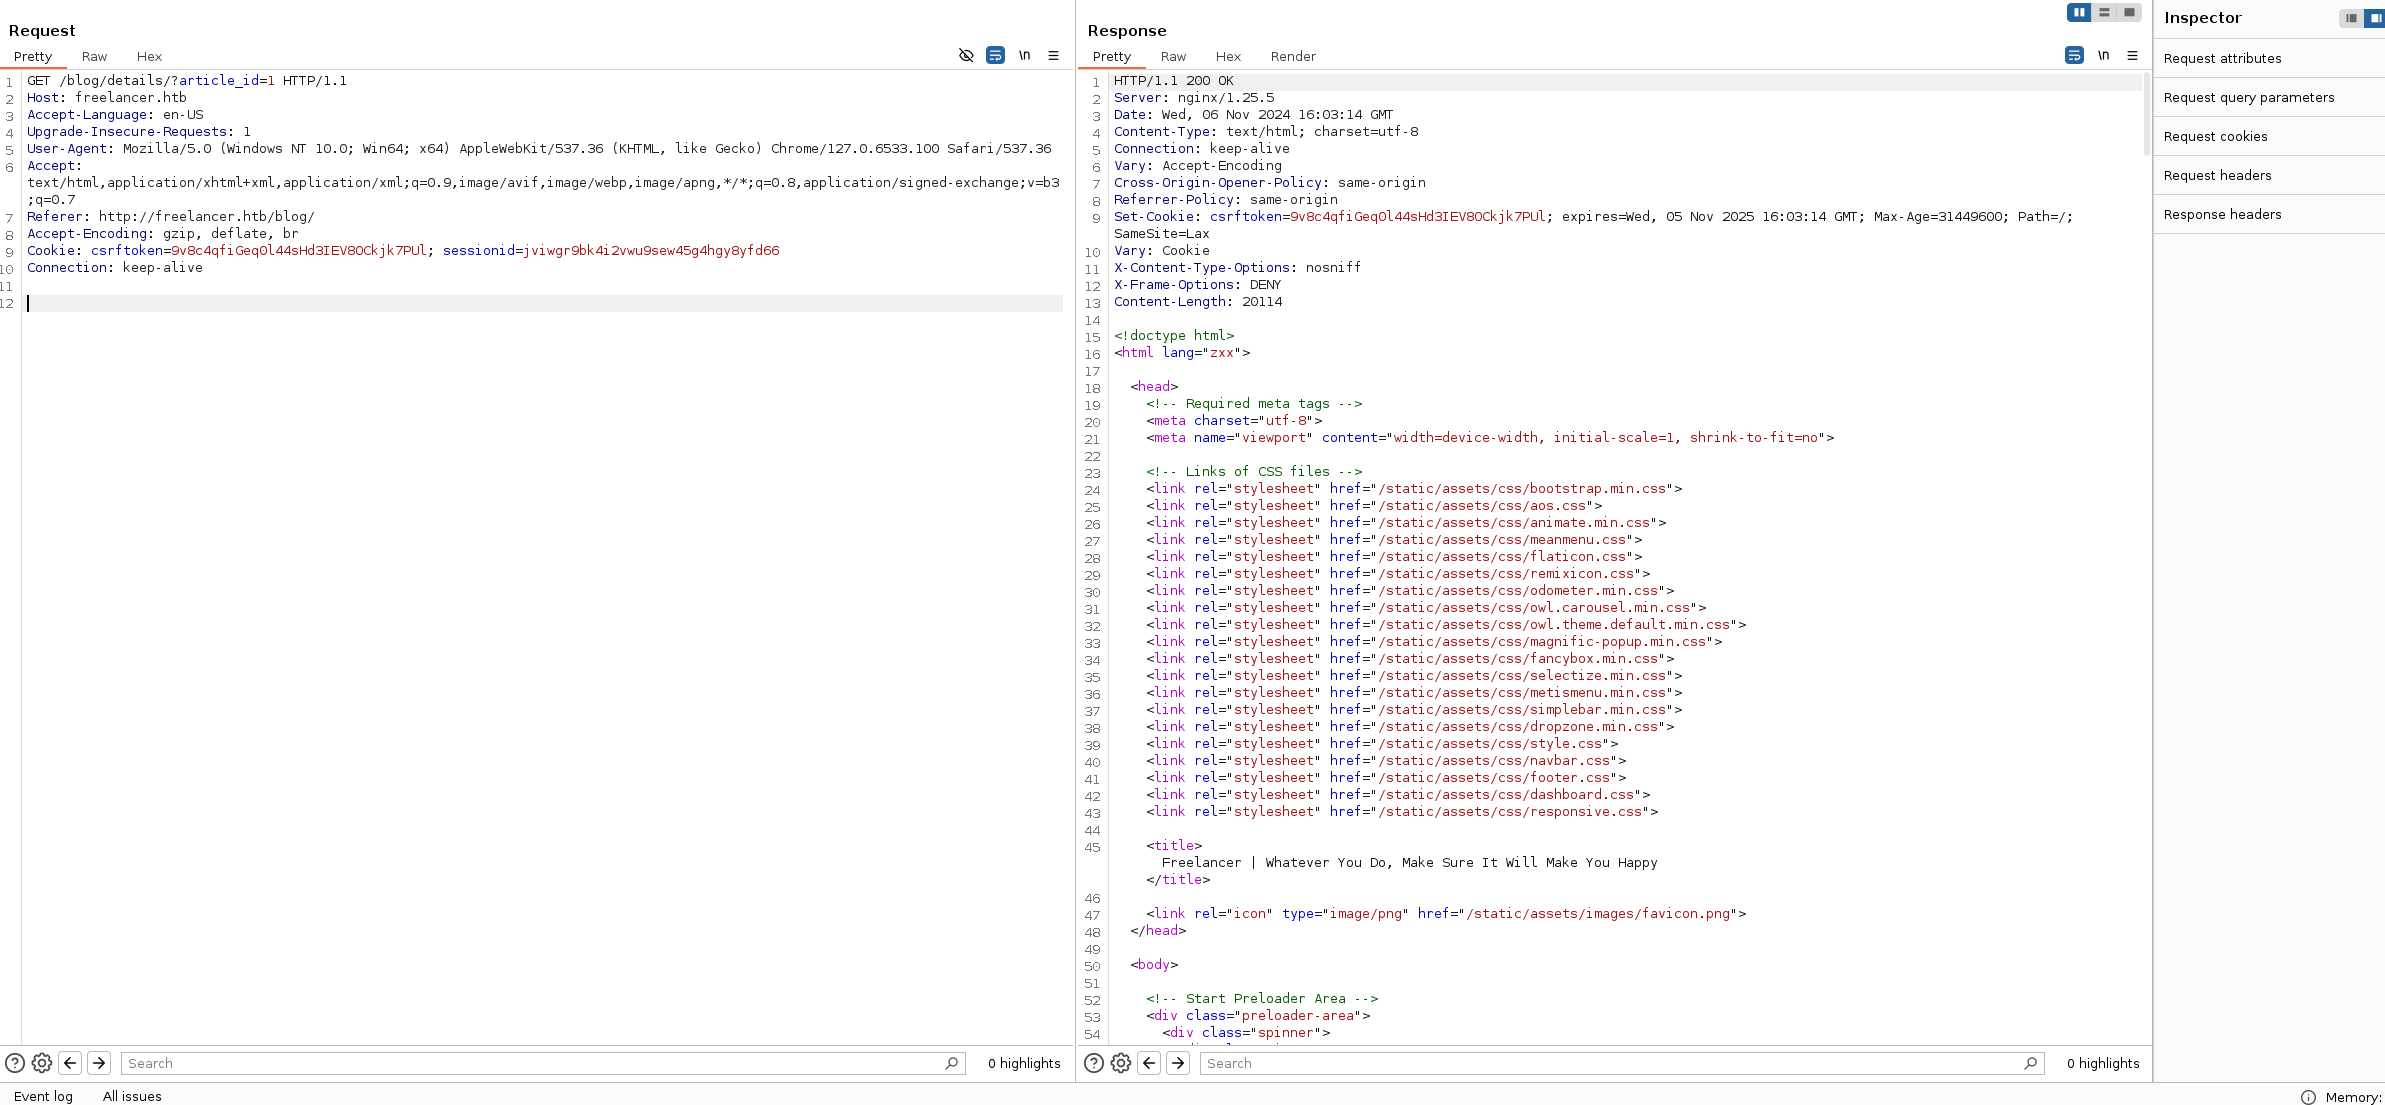 Request
Pretty Raw Hex
\n
1 GET /blog/details/?article_id=1 HTTP/1.1
2 Host: freelancer.htb
3 Accept-Language: en-US
4 Upgrade-Insecure-Requests: 1
5 User-Agent: Mozilla/5.0 (Windows NT 10.0; Win64; x64) AppleWebKit/537.36 (KHTML, like Gecko) Chrome/127.0.6533.100 Safari/537.36
6 Accept:
text/html,application/xhtml+xml,application/xml;q=0.9,image/avif,image/webp,image/apng,*/*;q=0.8,application/signed-exchange;v=b3
;q=0.7
7 Referer: http://freelancer.htb/blog/
8 Accept-Encoding: gzip, deflate, br
9 Cookie: csrftoken=9v8c4qfiGeq0l44sHd3IEV8OCkjk7PUl; sessionid=jviwgr9bk4i2vwu9sew45g4hgy8yfd66
10 Connection: keep-alive
11
12
Search
0 highlights
Response
Pretty Raw Hex Render
\n
1 HTTP/1.1 200 OK
2 Server: nginx/1.25.5
3 Date: Wed, 06 Nov 2024 16:03:14 GMT
4 Content-Type: text/html; charset=utf-8
5 Connection: keep-alive
6 Vary: Accept-Encoding
7 Cross-Origin-Opener-Policy: same-origin
8 Referrer-Policy: same-origin
9 Set-Cookie: csrftoken=9v8c4qfiGeq0l44sHd3IEV8OCkjk7PUl; expires=Wed, 05 Nov 2025 16:03:14 GMT; Max-Age=31449600; Path=/;
SameSite=Lax
10 Vary: Cookie
11 X-Content-Type-Options: nosniff
12 X-Frame-Options: DENY
13 Content-Length: 20114
14
15 <!doctype html>
16 <html lang="zxx">
17
18 <head>
19 <!-- Required meta tags -->
20 <meta charset="utf-8">
21 <meta name="viewport" content="width=device-width, initial-scale=1, shrink-to-fit=no">
22
23 <!-- Links of CSS files -->
24 <link rel="stylesheet" href="/static/assets/css/bootstrap.min.css">
25 <link rel="stylesheet" href="/static/assets/css/aos.css">
26 <link rel="stylesheet" href="/static/assets/css/animate.min.css">
27 <link rel="stylesheet" href="/static/assets/css/meanmenu.css">
28 <link rel="stylesheet" href="/static/assets/css/flaticon.css">
29 <link rel="stylesheet" href="/static/assets/css/remixicon.css">
30 <link rel="stylesheet" href="/static/assets/css/odometer.min.css">
31 <link rel="stylesheet" href="/static/assets/css/owl.carousel.min.css">
32 <link rel="stylesheet" href="/static/assets/css/owl.theme.default.min.css">
33 <link rel="stylesheet" href="/static/assets/css/magnific-popup.min.css">
34 <link rel="stylesheet" href="/static/assets/css/fancybox.min.css">
35 <link rel="stylesheet" href="/static/assets/css/selectize.min.css">
36 <link rel="stylesheet" href="/static/assets/css/metismenu.min.css">
37 <link rel="stylesheet" href="/static/assets/css/simplebar.min.css">
38 <link rel="stylesheet" href="/static/assets/css/dropzone.min.css">
39 <link rel="stylesheet" href="/static/assets/css/style.css">
40 <link rel="stylesheet" href="/static/assets/css/navbar.css">
41 <link rel="stylesheet" href="/static/assets/css/footer.css">
42 <link rel="stylesheet" href="/static/assets/css/dashboard.css">
43 <link rel="stylesheet" href="/static/assets/css/responsive.css">
44
45 <title>
Freelancer | Whatever You Do, Make Sure It Will Make You Happy
</title>
46
47 <link rel="icon" type="image/png" href="/static/assets/images/favicon.png">
48 </head>
49
50 <body>
51
52 <!-- Start Preloader Area -->
53 <div class="preloader-area">
54 <div class="spinner">
Search
0 highlights
Inspector
Request attributes
Request query parameters
Request cookies
Request headers
Response headers
Event log All issues
Memory: